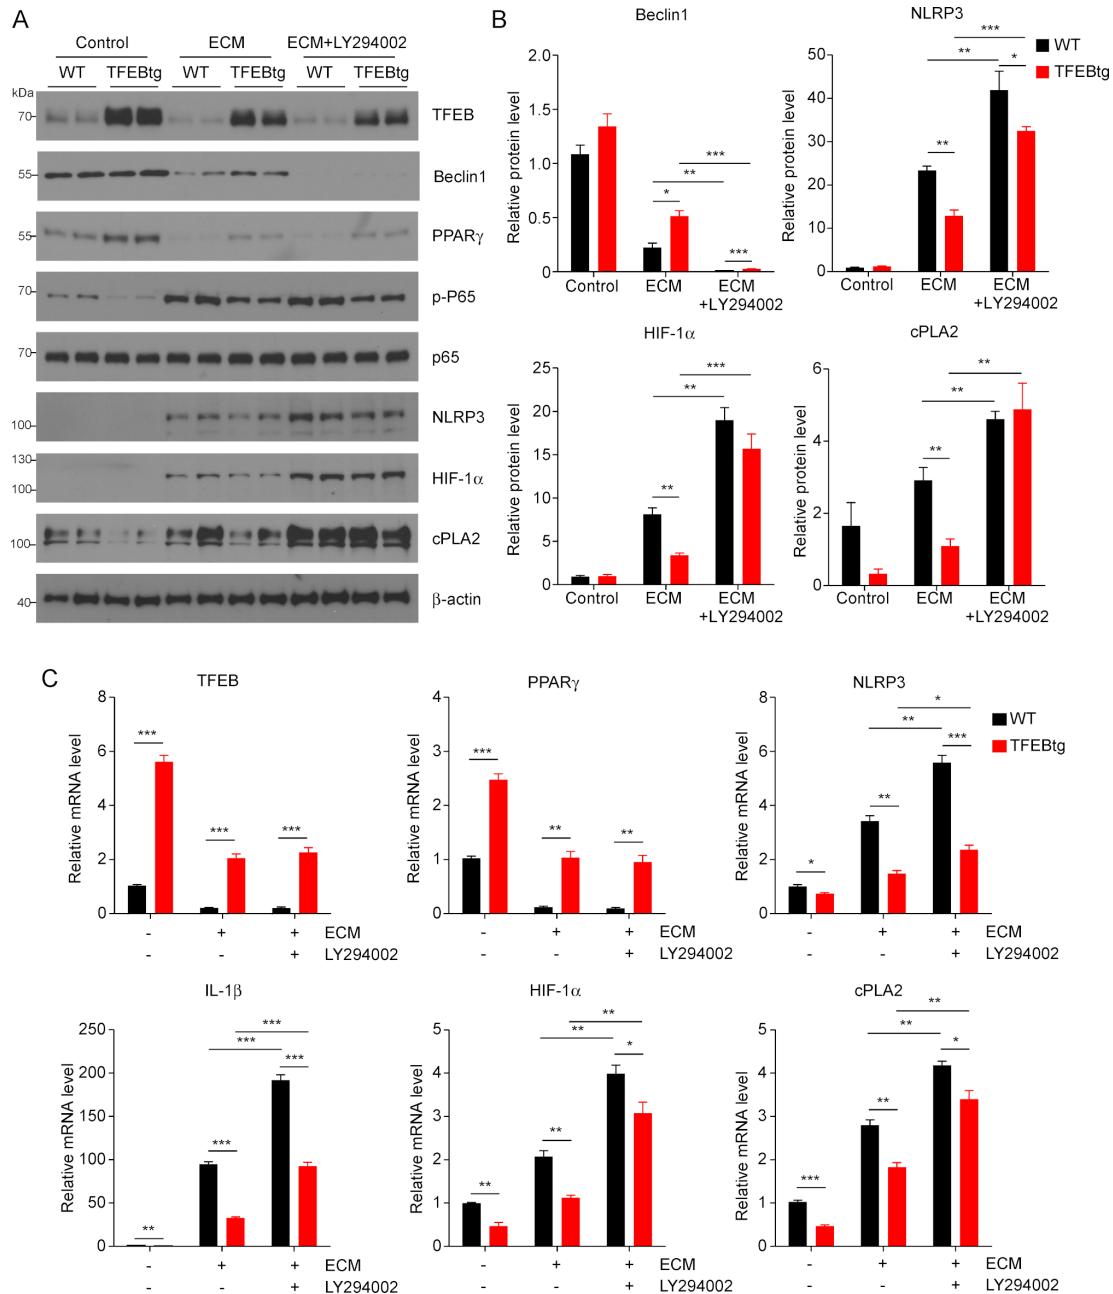 A
Control ECM ECM+LY294002
WT TFEBtg WT TFEBtg WT TFEBtg
kDa
70 TFEB
55 Beclin1
55 PPARγ
70 p-P65
70 p65
100 NLRP3
130
100 HIF-1α
100 cPLA2
40 β-actin
B
Beclin1
Relative protein level
2.0
1.5
1.0
0.5
0
*
**
***
***
Control ECM ECM
+LY294002
NLRP3
Relative protein level
50
40
30
20
10
0
**
**
***
*
Control ECM ECM
+LY294002
WT
TFEBtg
HIF-1α
Relative protein level
25
20
15
10
5
0
**
**
***
Control ECM ECM
+LY294002
cPLA2
Relative protein level
6
4
2
0
**
**
**
Control ECM ECM
+LY294002
C
TFEB
Relative mRNA level
8
6
4
2
0
*** *** ***
- + + ECM
- - + LY294002
PPARγ
Relative mRNA level
4
3
2
1
0
*** ** **
- + + ECM
- - + LY294002
NLRP3
Relative mRNA level
8
6
4
2
0
*
**
**
*
***
- + + ECM
- - + LY294002
WT
TFEBtg
IL-1β
Relative mRNA level
250
200
150
100
50
0
**
***
***
***
***
- + + ECM
- - + LY294002
HIF-1α
Relative mRNA level
5
4
3
2
1
0
**
**
**
**
*
- + + ECM
- - + LY294002
cPLA2
Relative mRNA level
5
4
3
2
1
0
***
**
**
**
*
- + + ECM
- - + LY294002